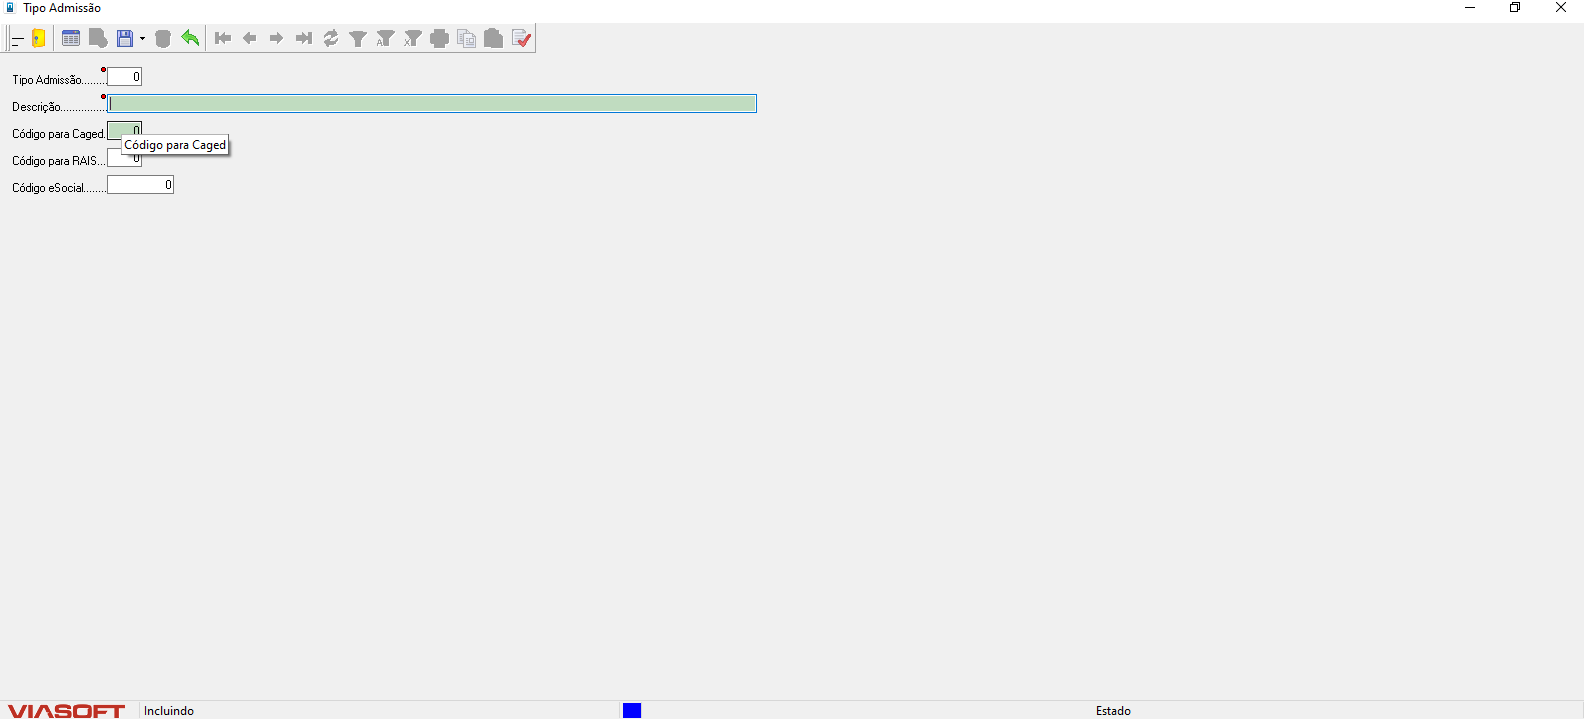 Tipo Admissão
Tipo Admissão......... 0
Descrição...............
Código para Caged. 0
Código para Caged
Código para RAIS... 0
Código eSocial........ 0
VIASOFT Incluindo Estado